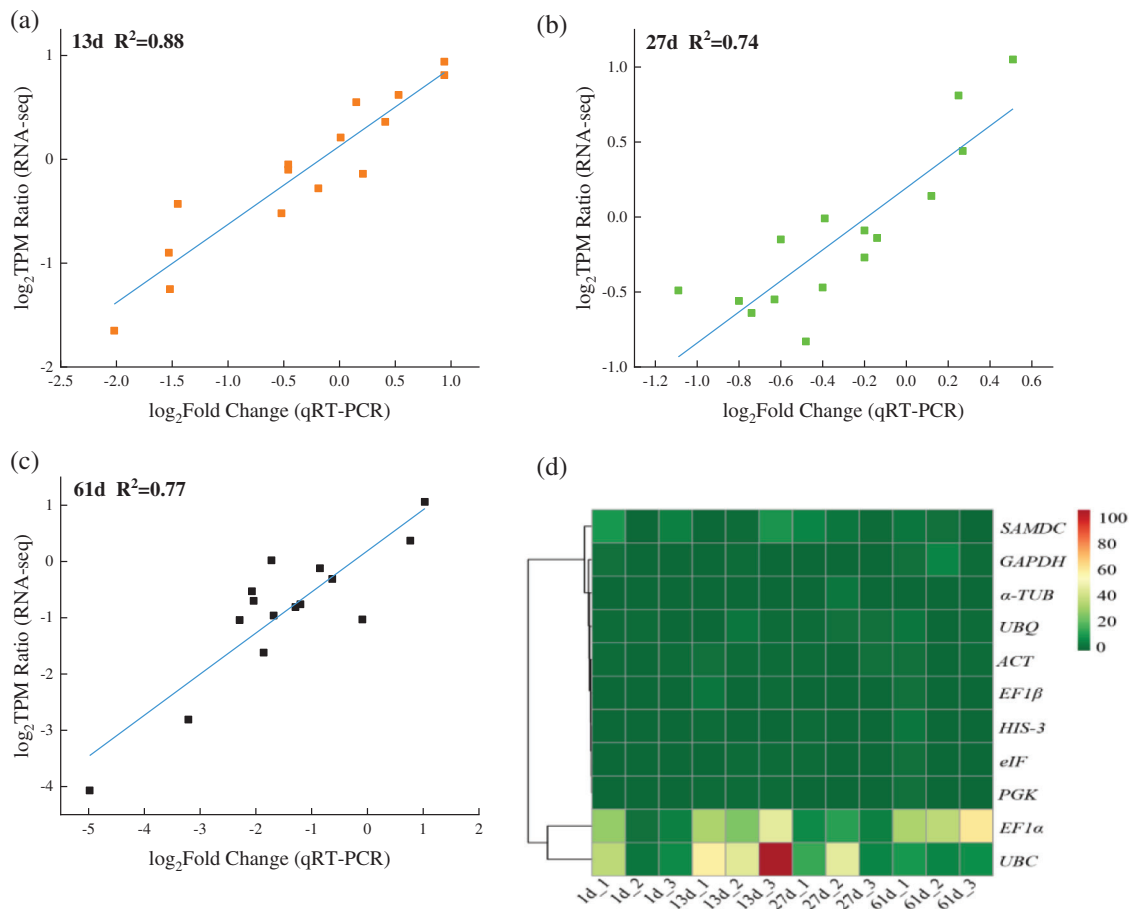 (a)
13d R²=0.88
1
0
-1
-2
-2.5 -2.0 -1.5 -1.0 -0.5 0.0 0.5 1.0
log₂TPM Ratio (RNA-seq)
log₂Fold Change (qRT-PCR)
(b)
27d R²=0.74
1.0
0.5
0.0
-0.5
-1.0
-1.2 -1.0 -0.8 -0.6 -0.4 -0.2 0.0 0.2 0.4 0.6
log₂TPM Ratio (RNA-seq)
log₂Fold Change (qRT-PCR)
(c)
61d R²=0.77
1
0
-1
-2
-3
-4
-5 -4 -3 -2 -1 0 1 2
log₂TPM Ratio (RNA-seq)
log₂Fold Change (qRT-PCR)
(d)
SAMDC
GAPDH
α-TUB
UBQ
ACT
EF1β
HIS-3
eIF
PGK
EF1α
UBC
1d_1 1d_2 1d_3 13d_1 13d_2 13d_3 27d_1 27d_2 27d_3 61d_1 61d_2 61d_3
100
80
60
40
20
0